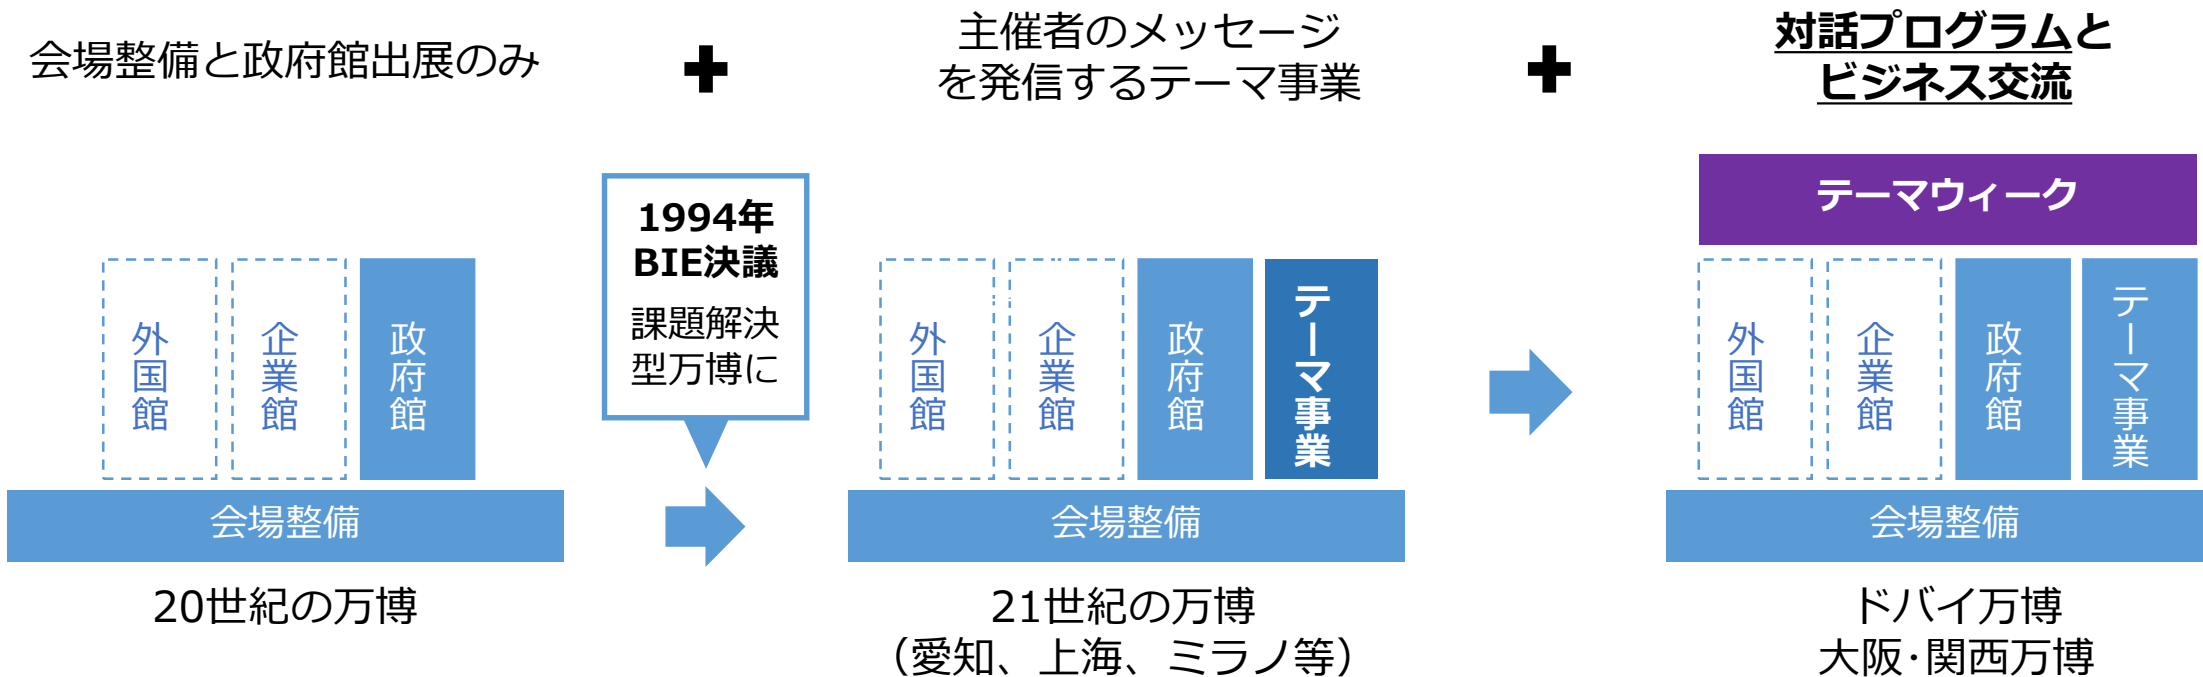 会場整備と政府館出展のみ
主催者のメッセージ
を発信するテーマ事業
対話プログラムと
ビジネス交流
外国館
企業館
政府館
会場整備
20世紀の万博
1994年
BIE決議
課題解決
型万博に
外国館
企業館
政府館
テーマ事業
会場整備
21世紀の万博
（愛知、上海、ミラノ等）
テーマウィーク
外国館
企業館
政府館
テーマ事業
会場整備
ドバイ万博
大阪･関西万博